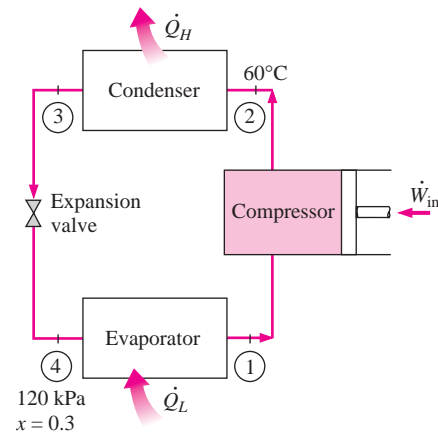 Q̇H
60°C
Condenser
3
2
Expansion
valve
Compressor
Ẇin
Evaporator
4
1
120 kPa
x = 0.3
Q̇L